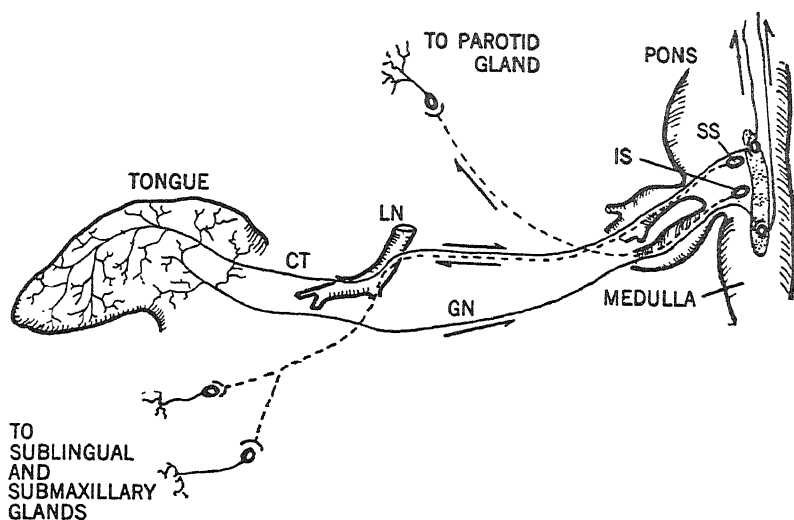 TO PAROTID
GLAND
PONS
SS
IS
TONGUE
LN
CT
GN
MEDULLA
TO
SUBLINGUAL
AND
SUBMAXILLARY
GLANDS